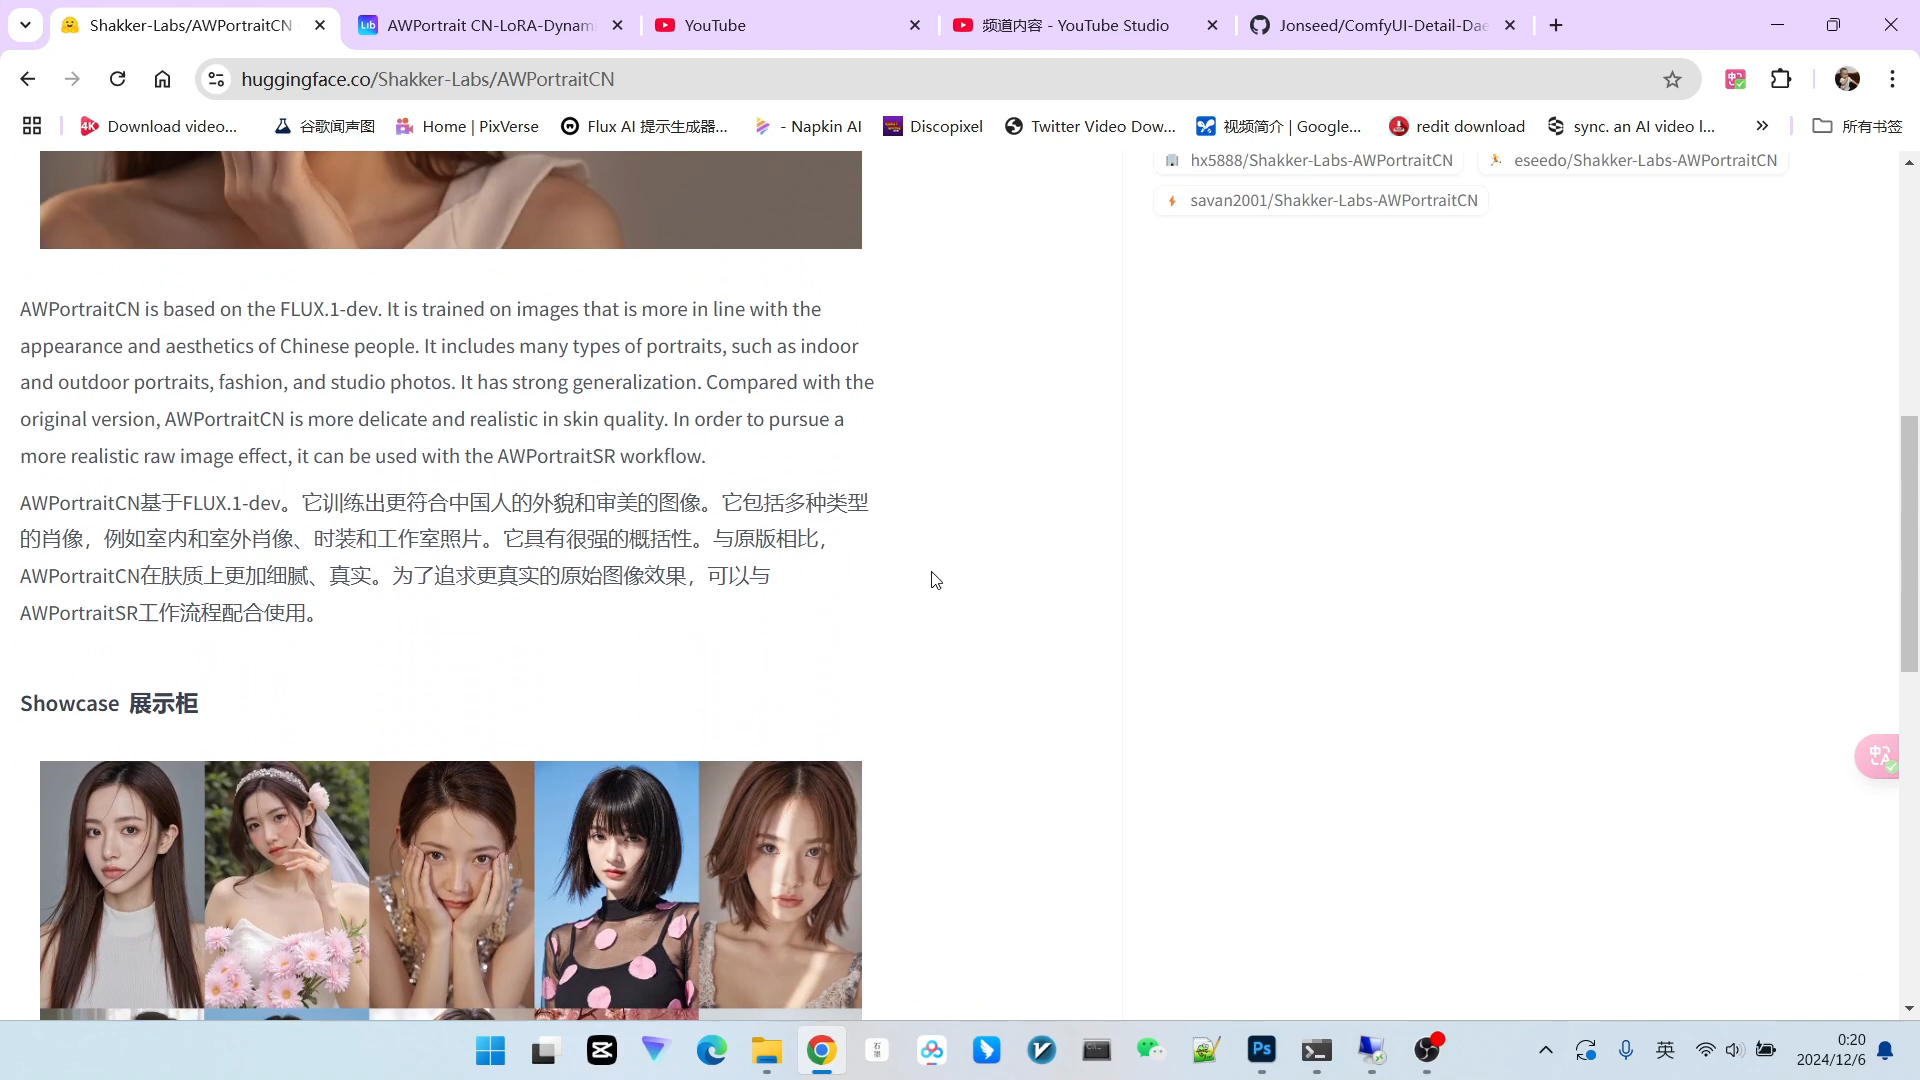 Shakker-Labs/AWPortraitCN
AWPortrait CN-LoRA-Dynam
YouTube
频道内容 - YouTube Studio
Jonseed/ComfyUI-Detail-Dae
huggingface.co/Shakker-Labs/AWPortraitCN
Download video...
谷歌闻声图
Home | PixVerse
Flux AI 提示生成器...
- Napkin AI
Discopixel
Twitter Video Dow...
视频简介 | Google...
redit download
sync. an AI video l...
所有书签
hx5888/Shakker-Labs-AWPortraitCN
eseedo/Shakker-Labs-AWPortraitCN
savan2001/Shakker-Labs-AWPortraitCN
AWPortraitCN is based on the FLUX.1-dev. It is trained on images that is more in line with the
appearance and aesthetics of Chinese people. It includes many types of portraits, such as indoor
and outdoor portraits, fashion, and studio photos. It has strong generalization. Compared with the
original version, AWPortraitCN is more delicate and realistic in skin quality. In order to pursue a
more realistic raw image effect, it can be used with the AWPortraitSR workflow.
AWPortraitCN基于FLUX.1-dev。它训练出更符合中国人的外貌和审美的图像。它包括多种类型
的肖像，例如室内和室外肖像、时装和工作室照片。它具有很强的概括性。与原版相比，
AWPortraitCN在肤质上更加细腻、真实。为了追求更真实的原始图像效果，可以与
AWPortraitSR工作流程配合使用。
Showcase 展示柜
英
0:20
2024/12/6